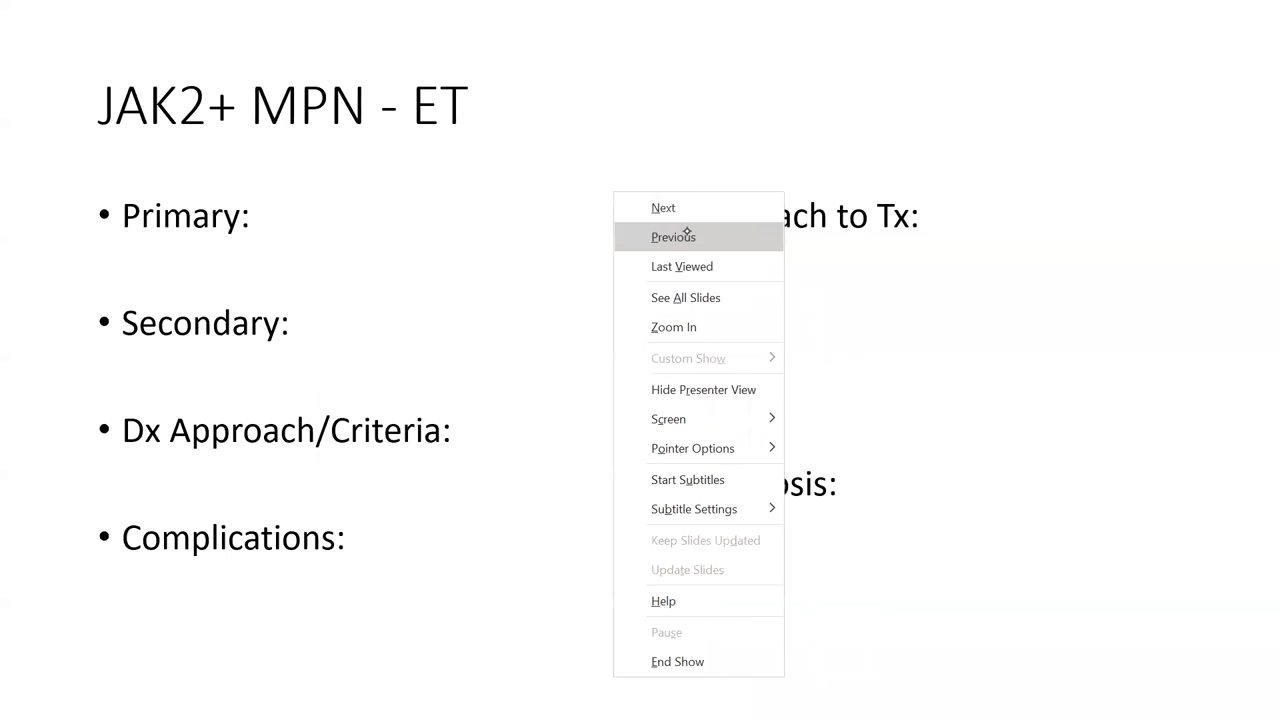 JAK2+ MPN - ET
• Primary:
• Secondary:
• Dx Approach/Criteria:
• Complications:
ach to Tx:
osis:
Next
Previous
Last Viewed
See All Slides
Zoom In
Custom Show
Hide Presenter View
Screen
Pointer Options
Start Subtitles
Subtitle Settings
Keep Slides Updated
Update Slides
Help
Pause
End Show